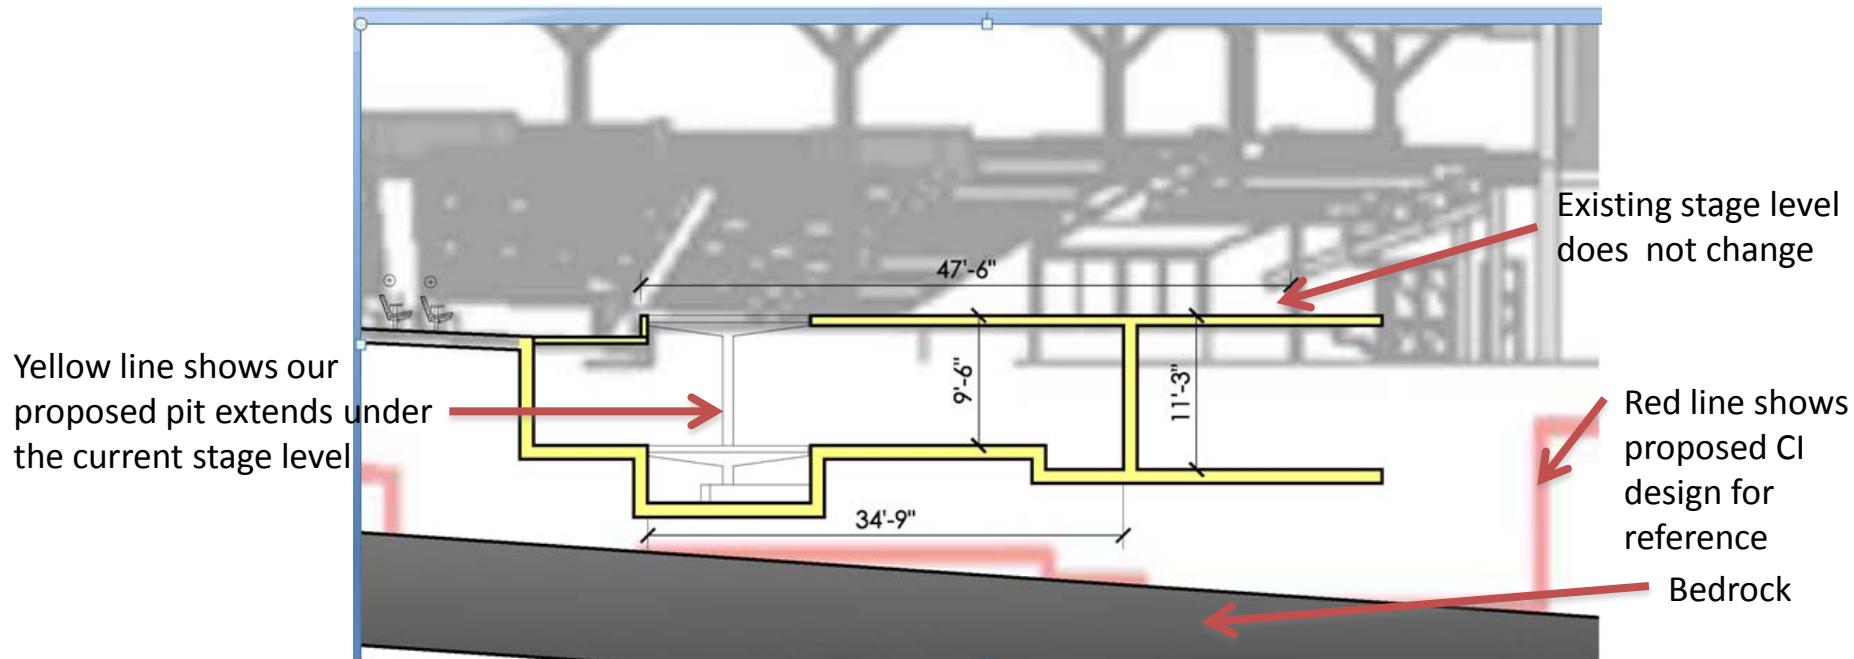 Existing stage level
does  not change
47'-6"
Yellow line shows our
proposed pit extends under
the current stage level
9'-6"
11'-3"
Red line shows
proposed CI
design for
reference
34'-9"
Bedrock